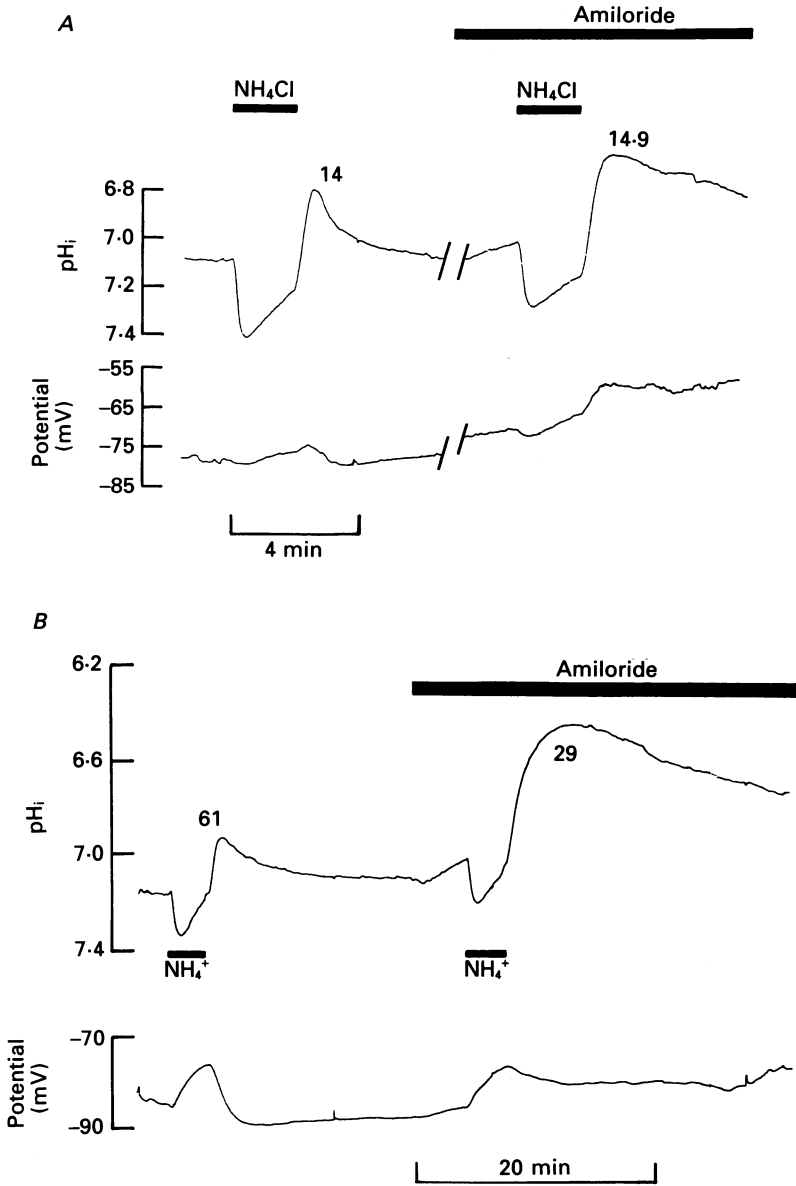 A
Amiloride
NH₄Cl
NH₄Cl
14
14·9
6·8
7·0
7·2
7·4
pHᵢ
−55
−65
−75
−85
Potential
(mV)
4 min
B
Amiloride
6·2
6·6
7·0
7·4
pHᵢ
61
29
NH₄⁺
NH₄⁺
−70
−90
Potential
(mV)
20 min